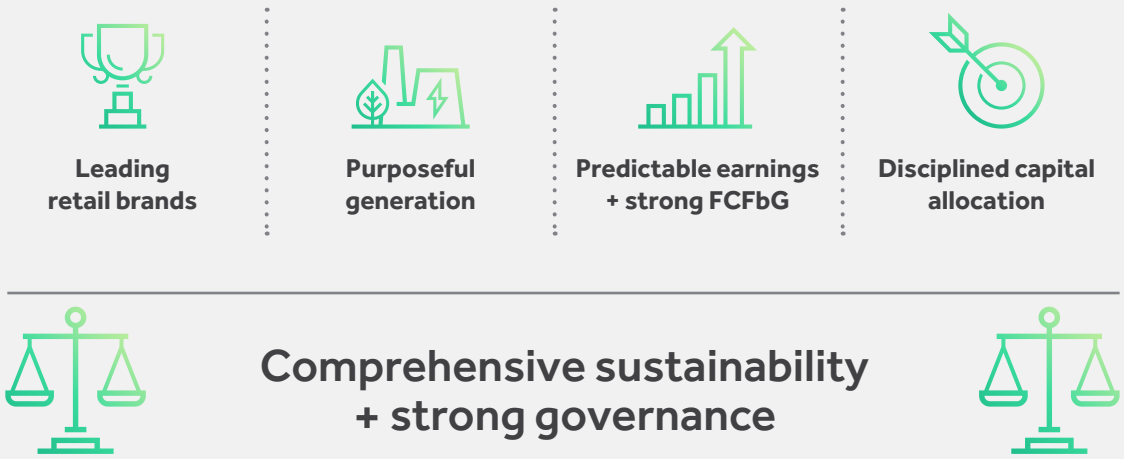 Leading
retail brands
Purposeful
generation
Predictable earnings
+ strong FCFbG
Disciplined capital
allocation
Comprehensive sustainability
+ strong governance